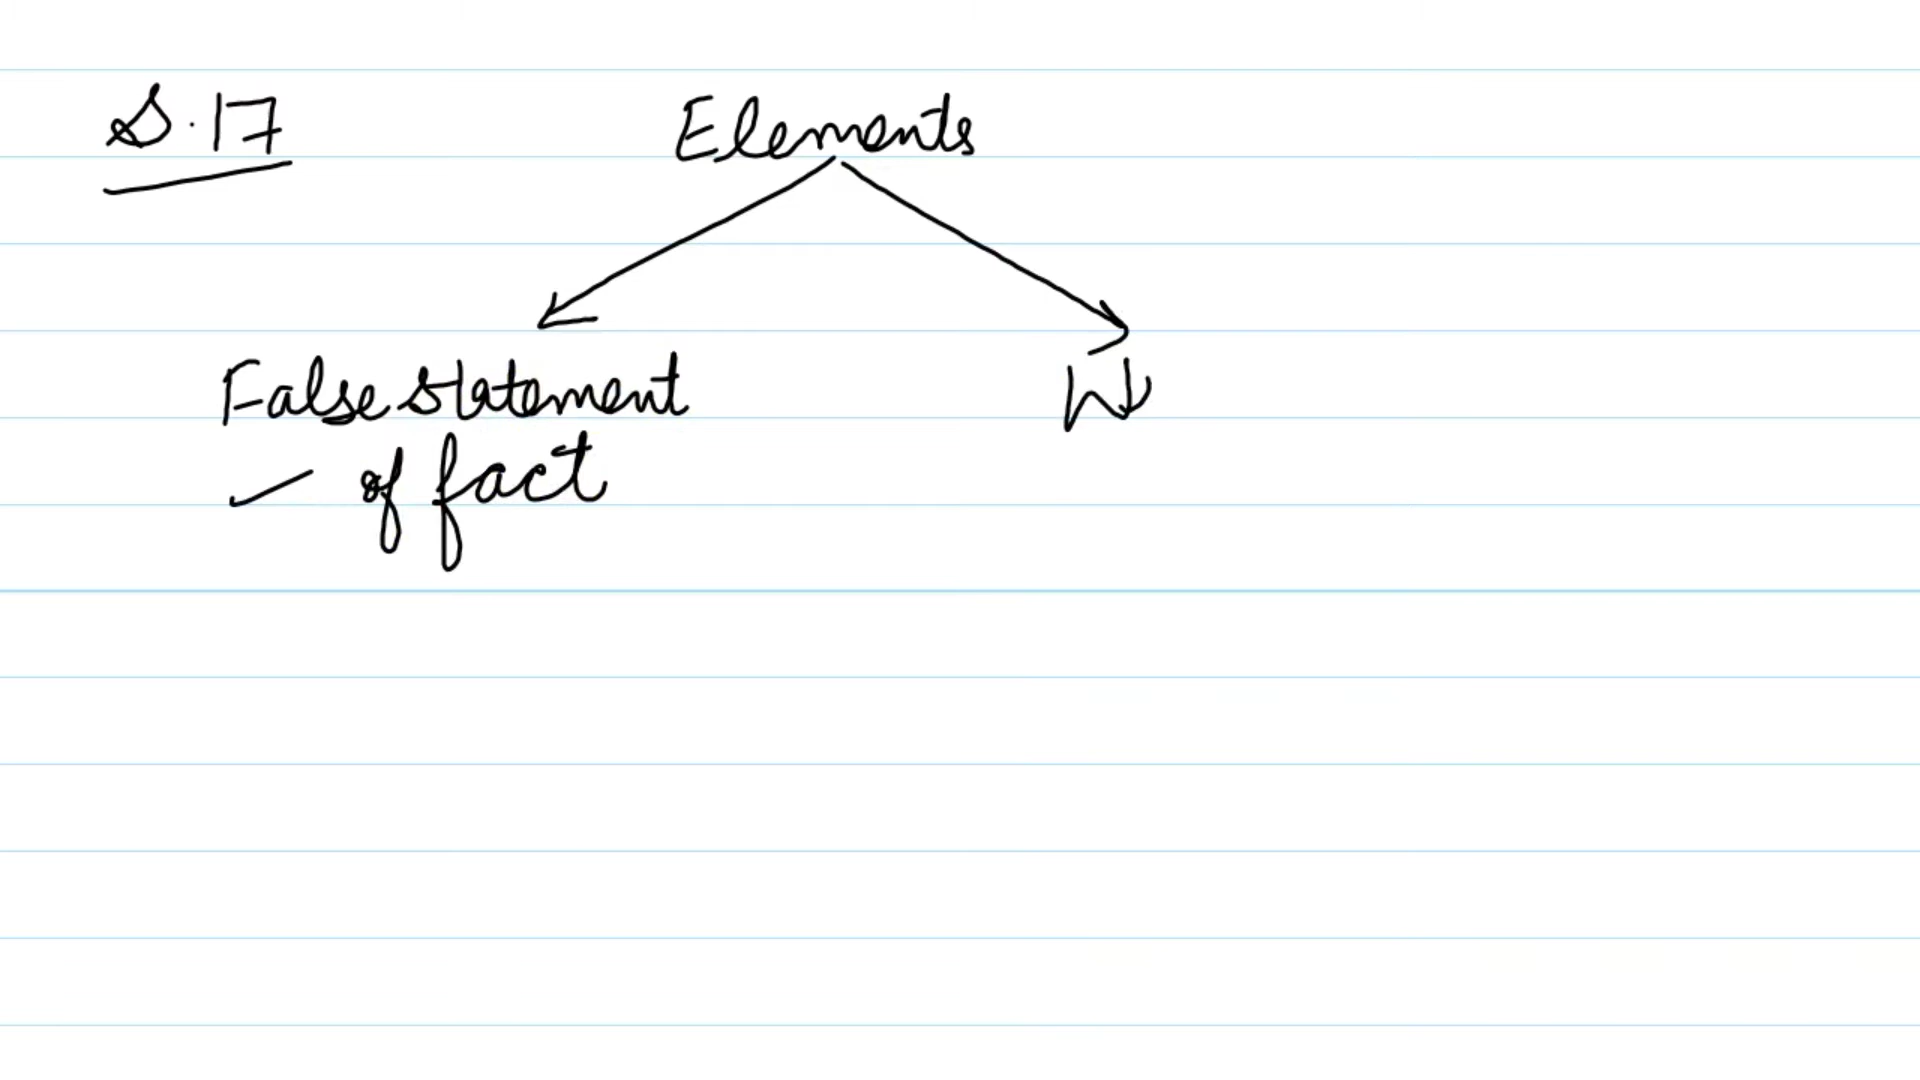 S. 17
Elements
False statement
of fact
W